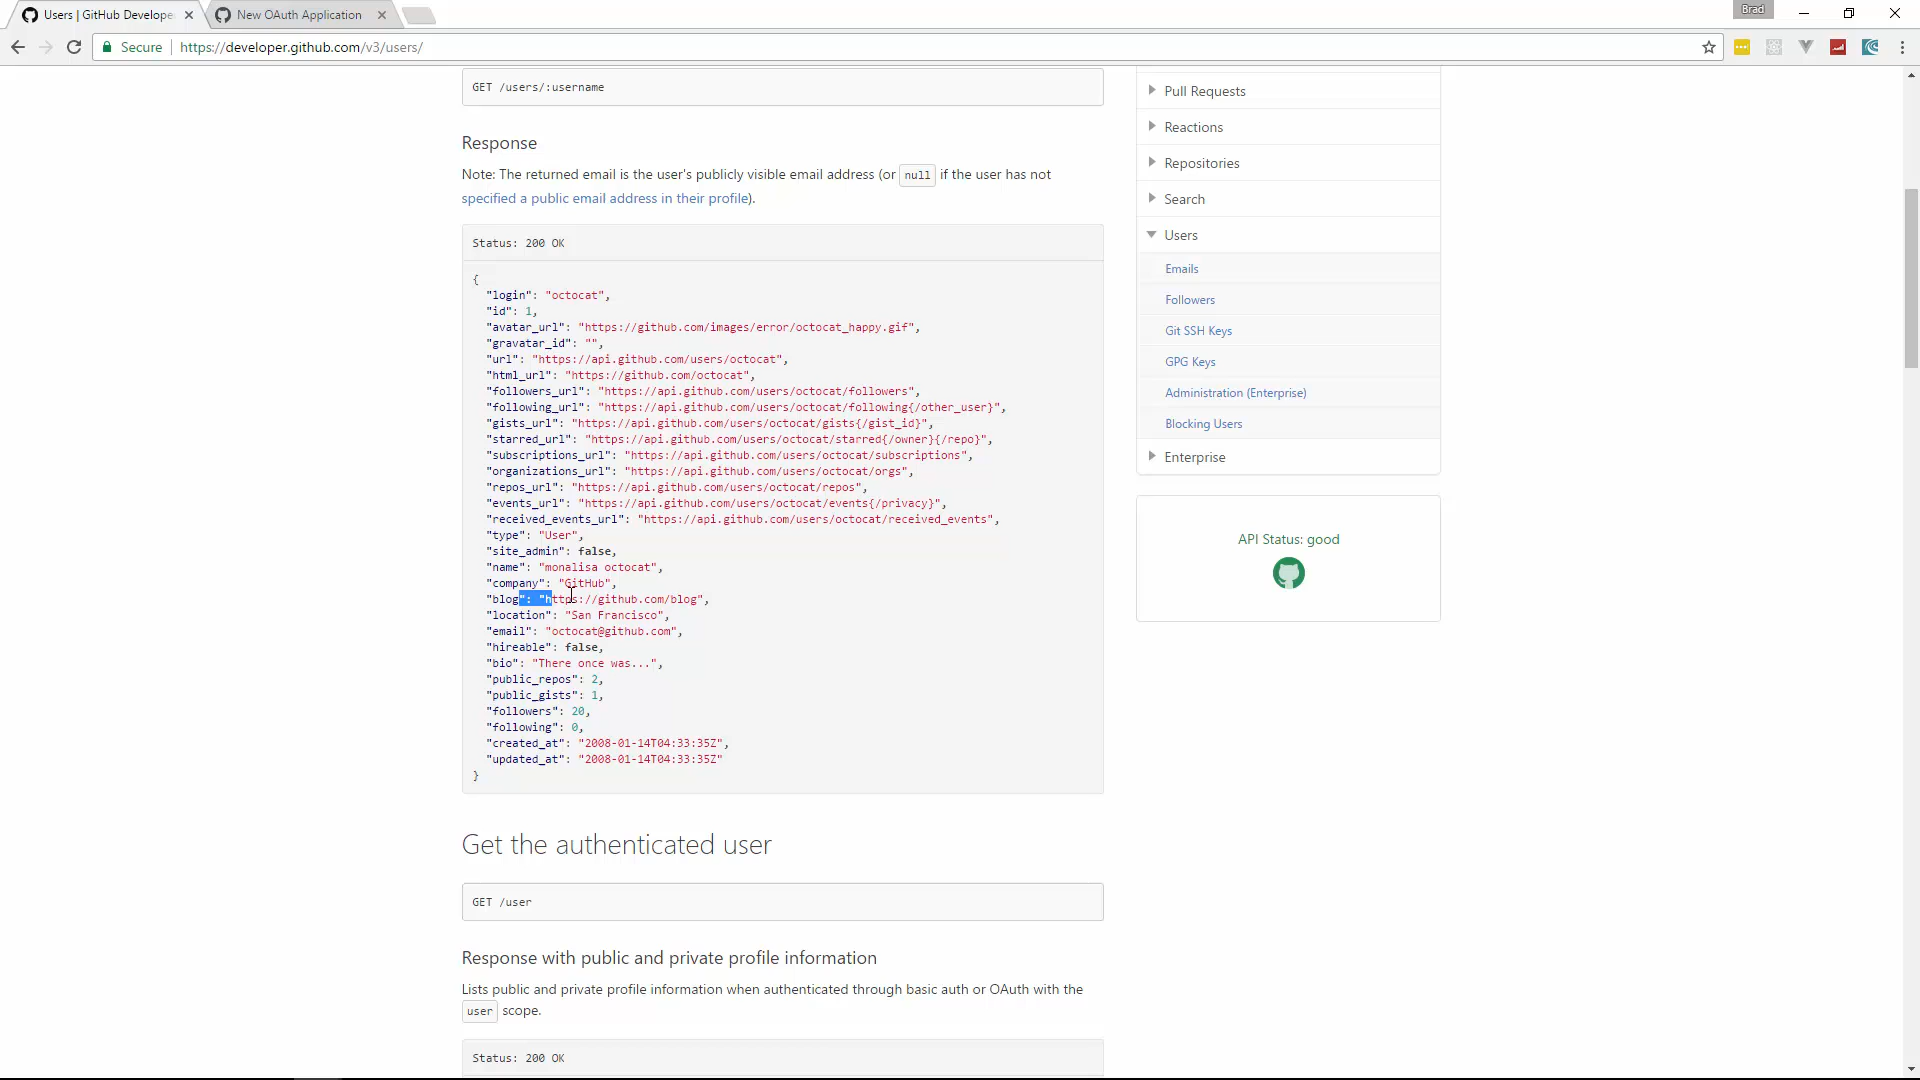 Users | GitHub Develope
New OAuth Application
Brad
Secure
https://developer.github.com/v3/users/
GET /users/:username
Response
Note: The returned email is the user's publicly visible email address (or null if the user has not
specified a public email address in their profile).
Status: 200 OK
{
"login": "octocat",
"id": 1,
"avatar_url": "https://github.com/images/error/octocat_happy.gif",
"gravatar_id": "",
"url": "https://api.github.com/users/octocat",
"html_url": "https://github.com/octocat",
"followers_url": "https://api.github.com/users/octocat/followers",
"following_url": "https://api.github.com/users/octocat/following{/other_user}",
"gists_url": "https://api.github.com/users/octocat/gists{/gist_id}",
"starred_url": "https://api.github.com/users/octocat/starred{/owner}{/repo}",
"subscriptions_url": "https://api.github.com/users/octocat/subscriptions",
"organizations_url": "https://api.github.com/users/octocat/orgs",
"repos_url": "https://api.github.com/users/octocat/repos",
"events_url": "https://api.github.com/users/octocat/events{/privacy}",
"received_events_url": "https://api.github.com/users/octocat/received_events",
"type": "User",
"site_admin": false,
"name": "monalisa octocat",
"company": "GitHub",
"blog": "https://github.com/blog",
"location": "San Francisco",
"email": "octocat@github.com",
"hireable": false,
"bio": "There once was...",
"public_repos": 2,
"public_gists": 1,
"followers": 20,
"following": 0,
"created_at": "2008-01-14T04:33:35Z",
"updated_at": "2008-01-14T04:33:35Z"
}
Get the authenticated user
GET /user
Response with public and private profile information
Lists public and private profile information when authenticated through basic auth or OAuth with the
user scope.
Status: 200 OK
Pull Requests
Reactions
Repositories
Search
Users
Emails
Followers
Git SSH Keys
GPG Keys
Administration (Enterprise)
Blocking Users
Enterprise
API Status: good